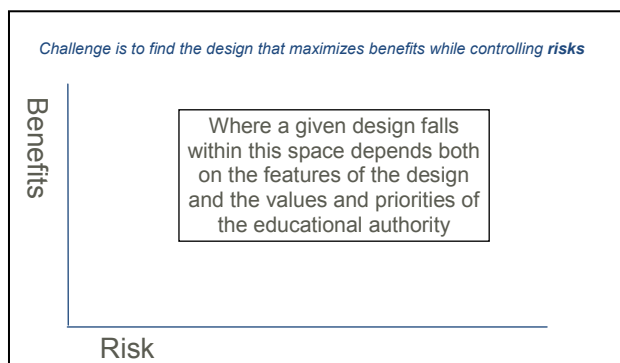 Challenge is to find the design that maximizes benefits while controlling risks
Benefits
Where a given design falls
within this space depends both
on the features of the design
and the values and priorities of
the educational authority
Risk